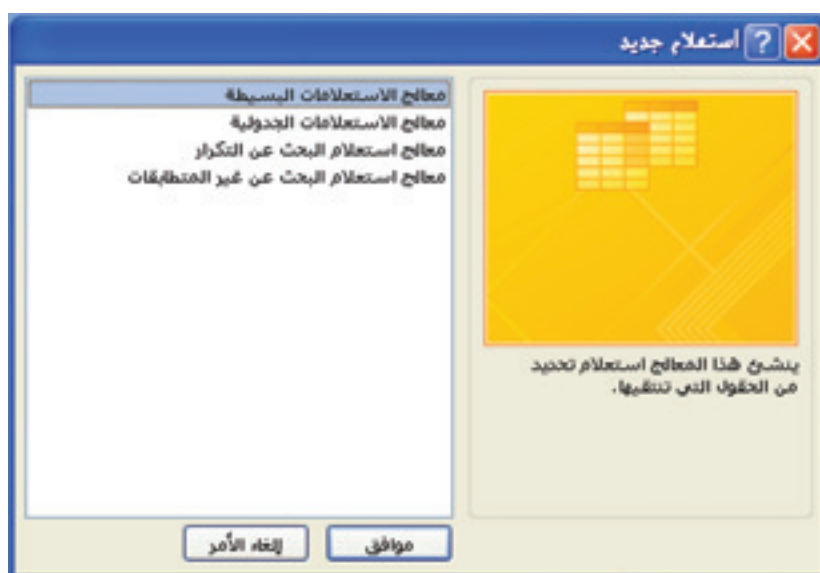 أستعلام جديد
معالج الاستعلامات البسيطة
معالج الاستعلامات الجدولية
معالج استعلام البحث عن التكرار
معالج استعلام البحث عن غير المتطابقات
ينشئ هذا المعالج استعلام تحديد
من الحقول التي تنتقيها.
موافق
إلغاء الأمر